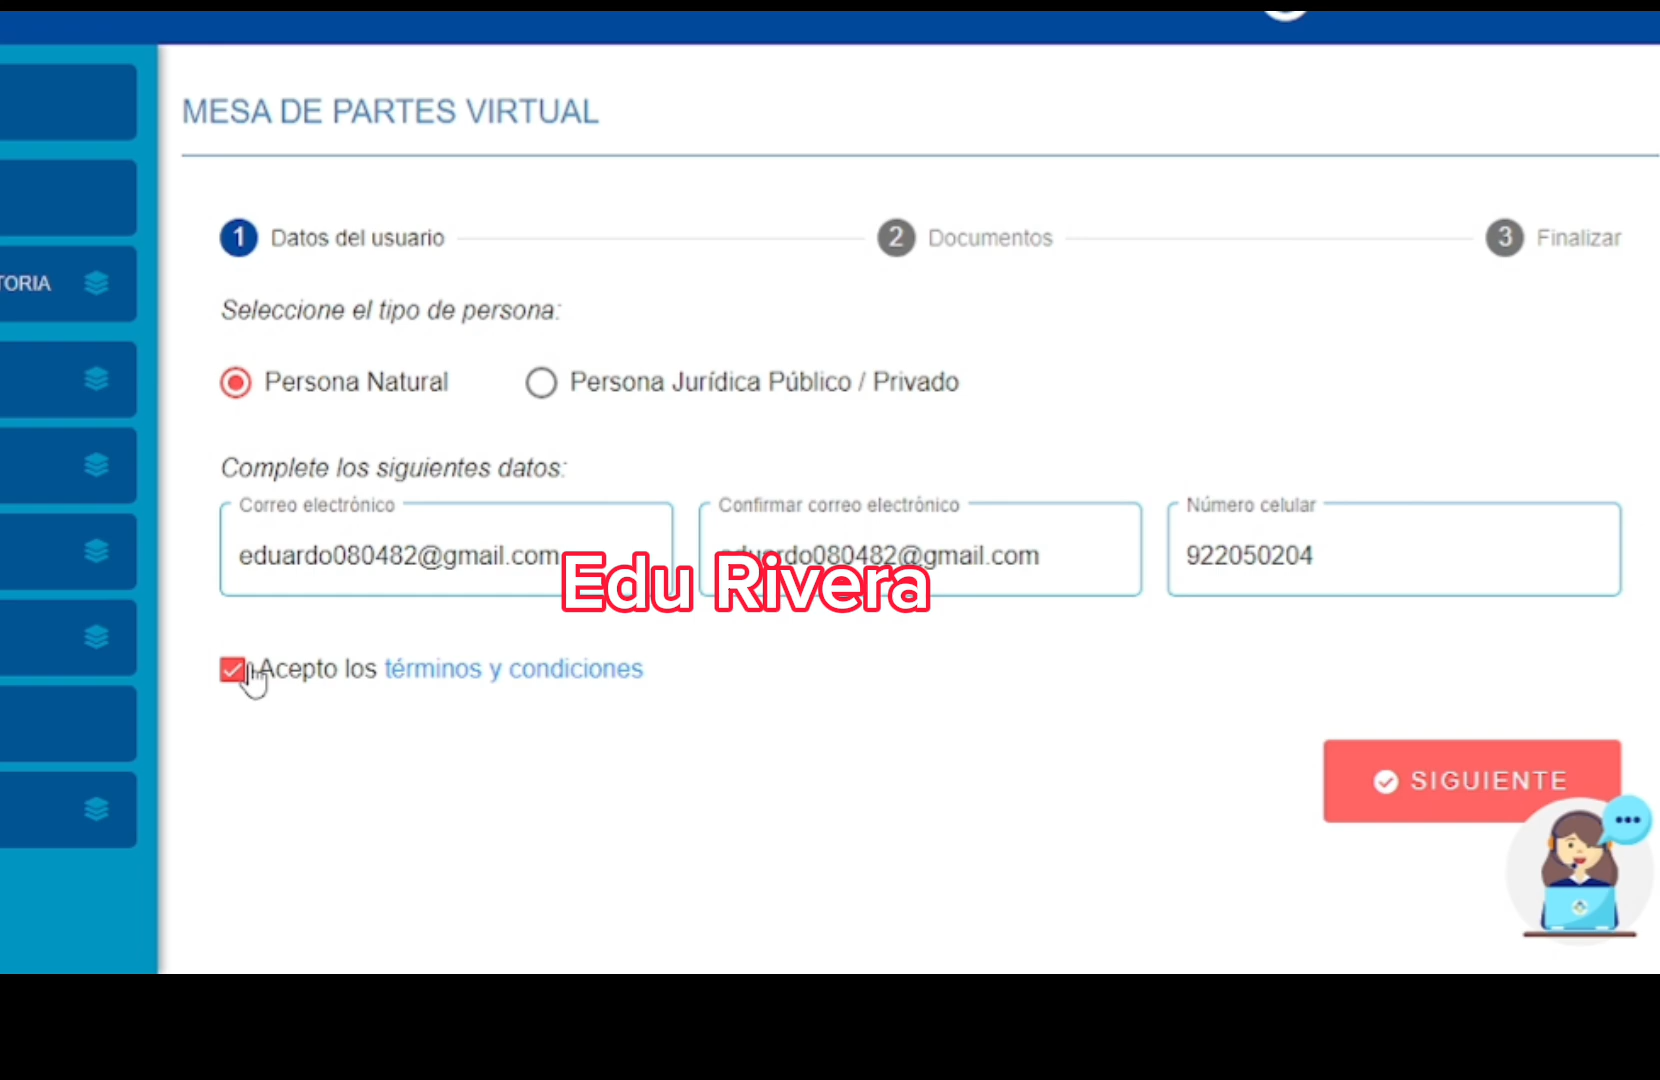 MESA DE PARTES VIRTUAL
1 Datos del usuario 2 Documentos 3 Finalizar
TORIA
Seleccione el tipo de persona:
Persona Natural Persona Jurídica Público / Privado
Complete los siguientes datos:
Correo electrónico Confirmar correo electrónico Número celular
eduardo080482@gmail.com eduardo080482@gmail.com 922050204
Edu Rivera
Acepto los términos y condiciones
SIGUIENTE